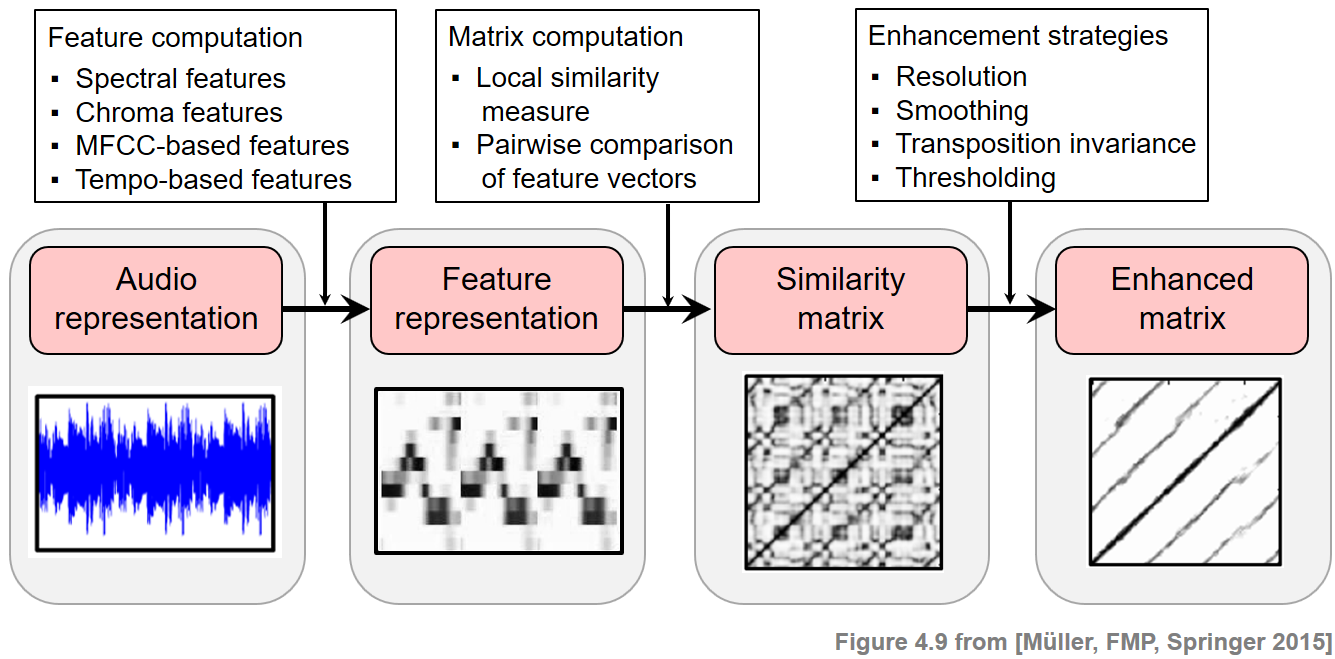 Feature computation
▪ Spectral features
▪ Chroma features
▪ MFCC-based features
▪ Tempo-based features
Matrix computation
▪ Local similarity
measure
▪ Pairwise comparison
of feature vectors
Enhancement strategies
▪ Resolution
▪ Smoothing
▪ Transposition invariance
▪ Thresholding
Audio
representation
Feature
representation
Similarity
matrix
Enhanced
matrix
Figure 4.9 from [Müller, FMP, Springer 2015]